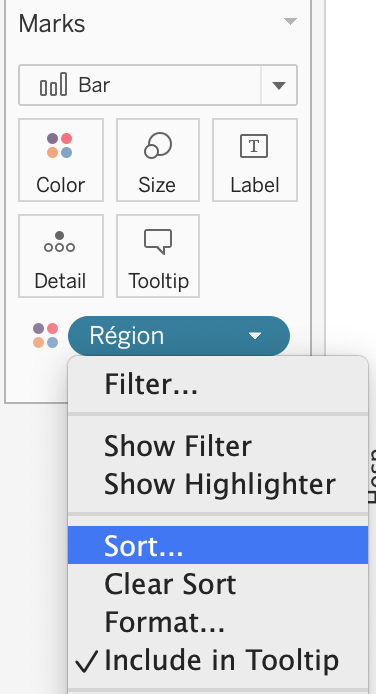 Marks
Bar
Color Size Label
Detail Tooltip
Région
Filter...
Show Filter
Show Highlighter
Sort...
Clear Sort
Format...
Include in Tooltip